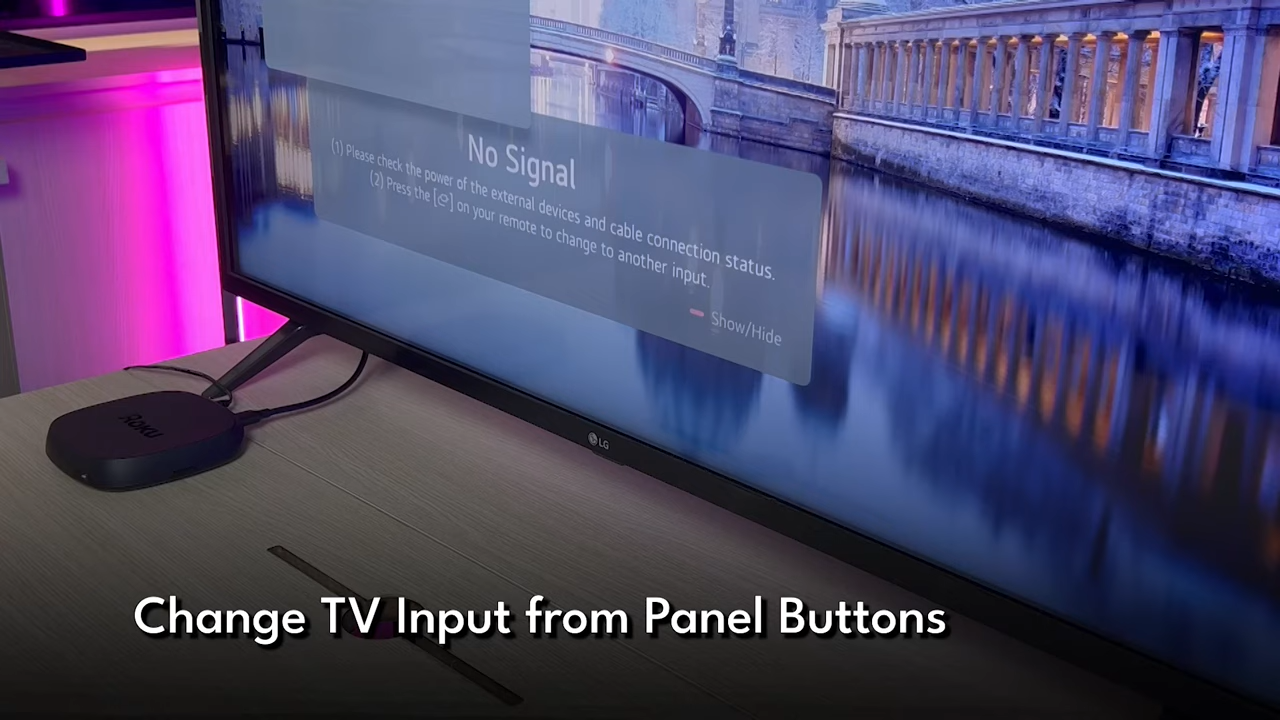 No Signal
(1) Please check the power of the external devices and cable connection status.
(2) Press the [⮹] on your remote to change to another input.
Show/Hide
LG
Roku
Change TV Input from Panel Buttons